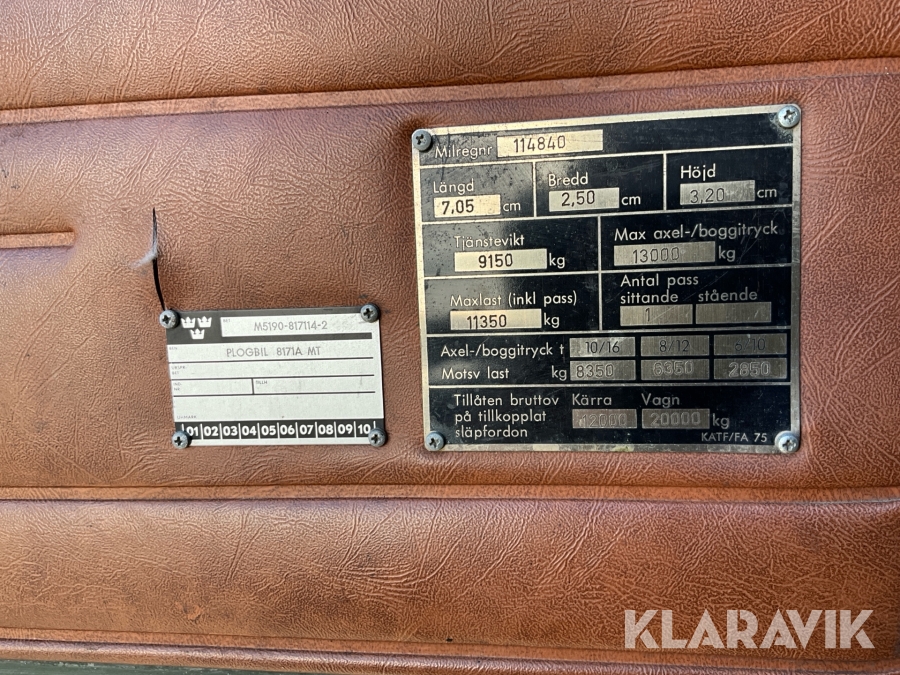 M5190-817114-2
PLOGBIL 8171A MT
01 02 03 04 05 06 07 08 09 10
Milregnr 114840
Längd Bredd Höjd
7,05 cm 2,50 cm 3,20 cm
Tjänstevikt Max axel-/boggitryck
9150 kg 13000 kg
Maxlast (inkl pass) Antal pass
sittande stående
11350 kg 1
Axel-/boggitryck t 10/16 8/12 6/10
Motsv last kg 8350 6350 2850
Tillåten bruttov Kärra Vagn
på tillkopplat 12000 20000 kg
släpfordon KATF/FA 75
KLARAVIK